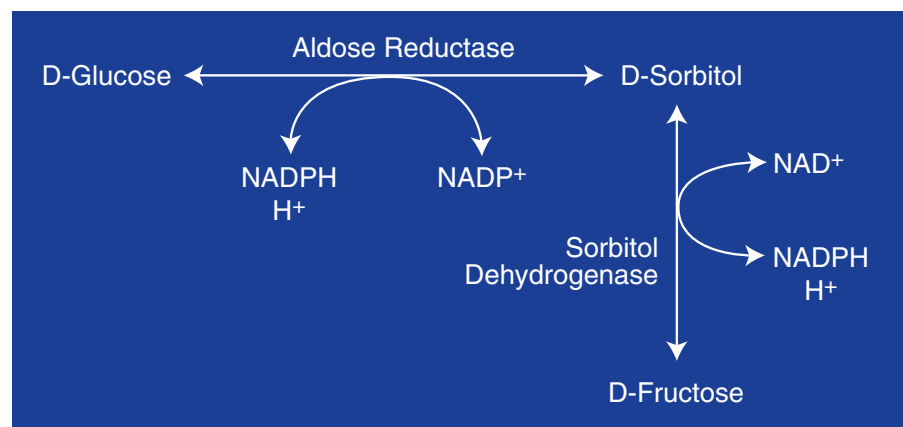 Aldose Reductase
D-Glucose
D-Sorbitol
NADPH
H+
NADP+
NAD+
Sorbitol
Dehydrogenase
NADPH
H+
D-Fructose